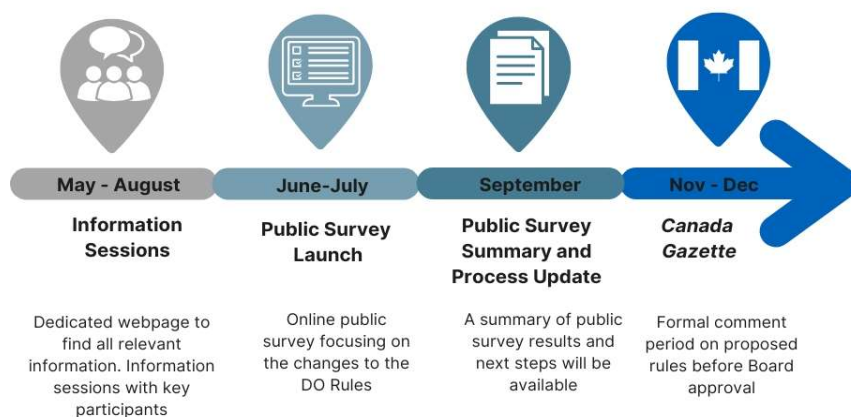 May - August
June-July
September
Nov - Dec
Information
Sessions
Public Survey
Launch
Public Survey
Summary and
Process Update
Canada
Gazette
Dedicated webpage to
find all relevant
information. Information
sessions with key
participants
Online public
survey focusing on
the changes to the
DO Rules
A summary of public
survey results and
next steps will be
available
Formal comment
period on proposed
rules before Board
approval